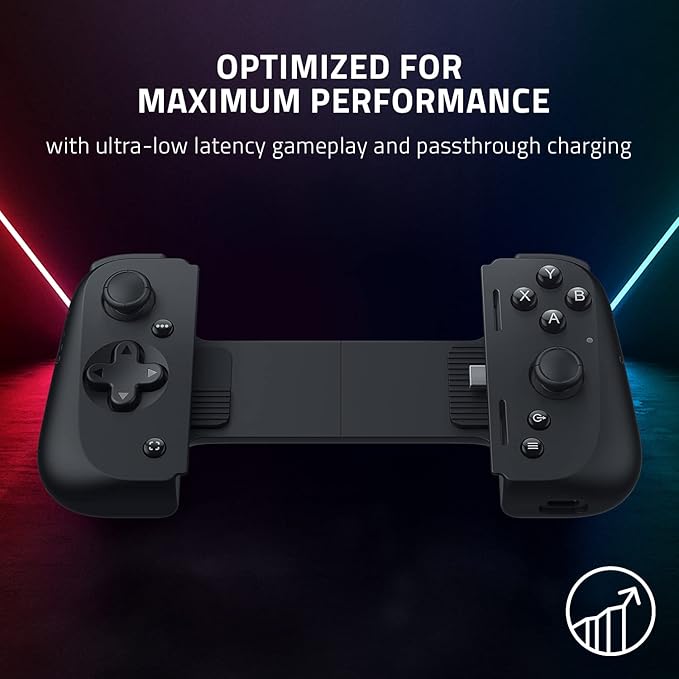 OPTIMIZED FOR
MAXIMUM PERFORMANCE
with ultra-low latency gameplay and passthrough charging
Y
X B
A